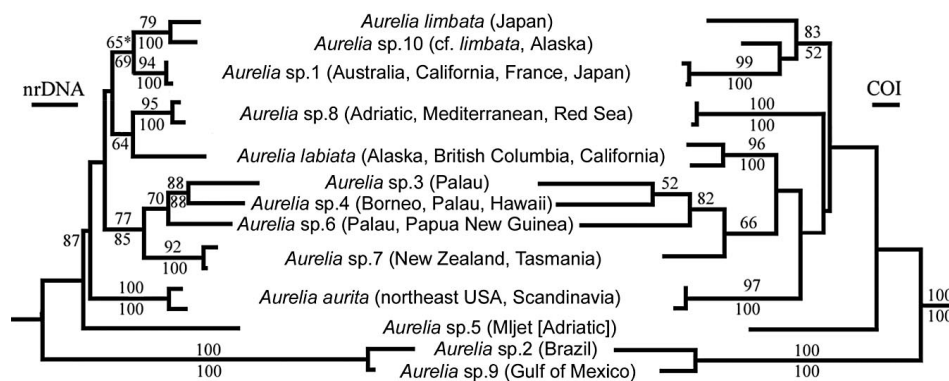 79 Aurelia limbata (Japan) 83
65* 100 Aurelia sp.10 (cf. limbata, Alaska) 52
69 94 Aurelia sp.1 (Australia, California, France, Japan) 99
100 100
nrDNA COI
95 Aurelia sp.8 (Adriatic, Mediterranean, Red Sea) 100
100 100
64 Aurelia labiata (Alaska, British Columbia, California) 96
100
88 Aurelia sp.3 (Palau) 52
70 88 Aurelia sp.4 (Borneo, Palau, Hawaii) 82
77 Aurelia sp.6 (Palau, Papua New Guinea) 66
87 85 92
100 Aurelia sp.7 (New Zealand, Tasmania)
100 Aurelia aurita (northeast USA, Scandinavia) 97
100 100 100
100
Aurelia sp.5 (Mljet [Adriatic])
100 Aurelia sp.2 (Brazil) 100
100 Aurelia sp.9 (Gulf of Mexico) 100